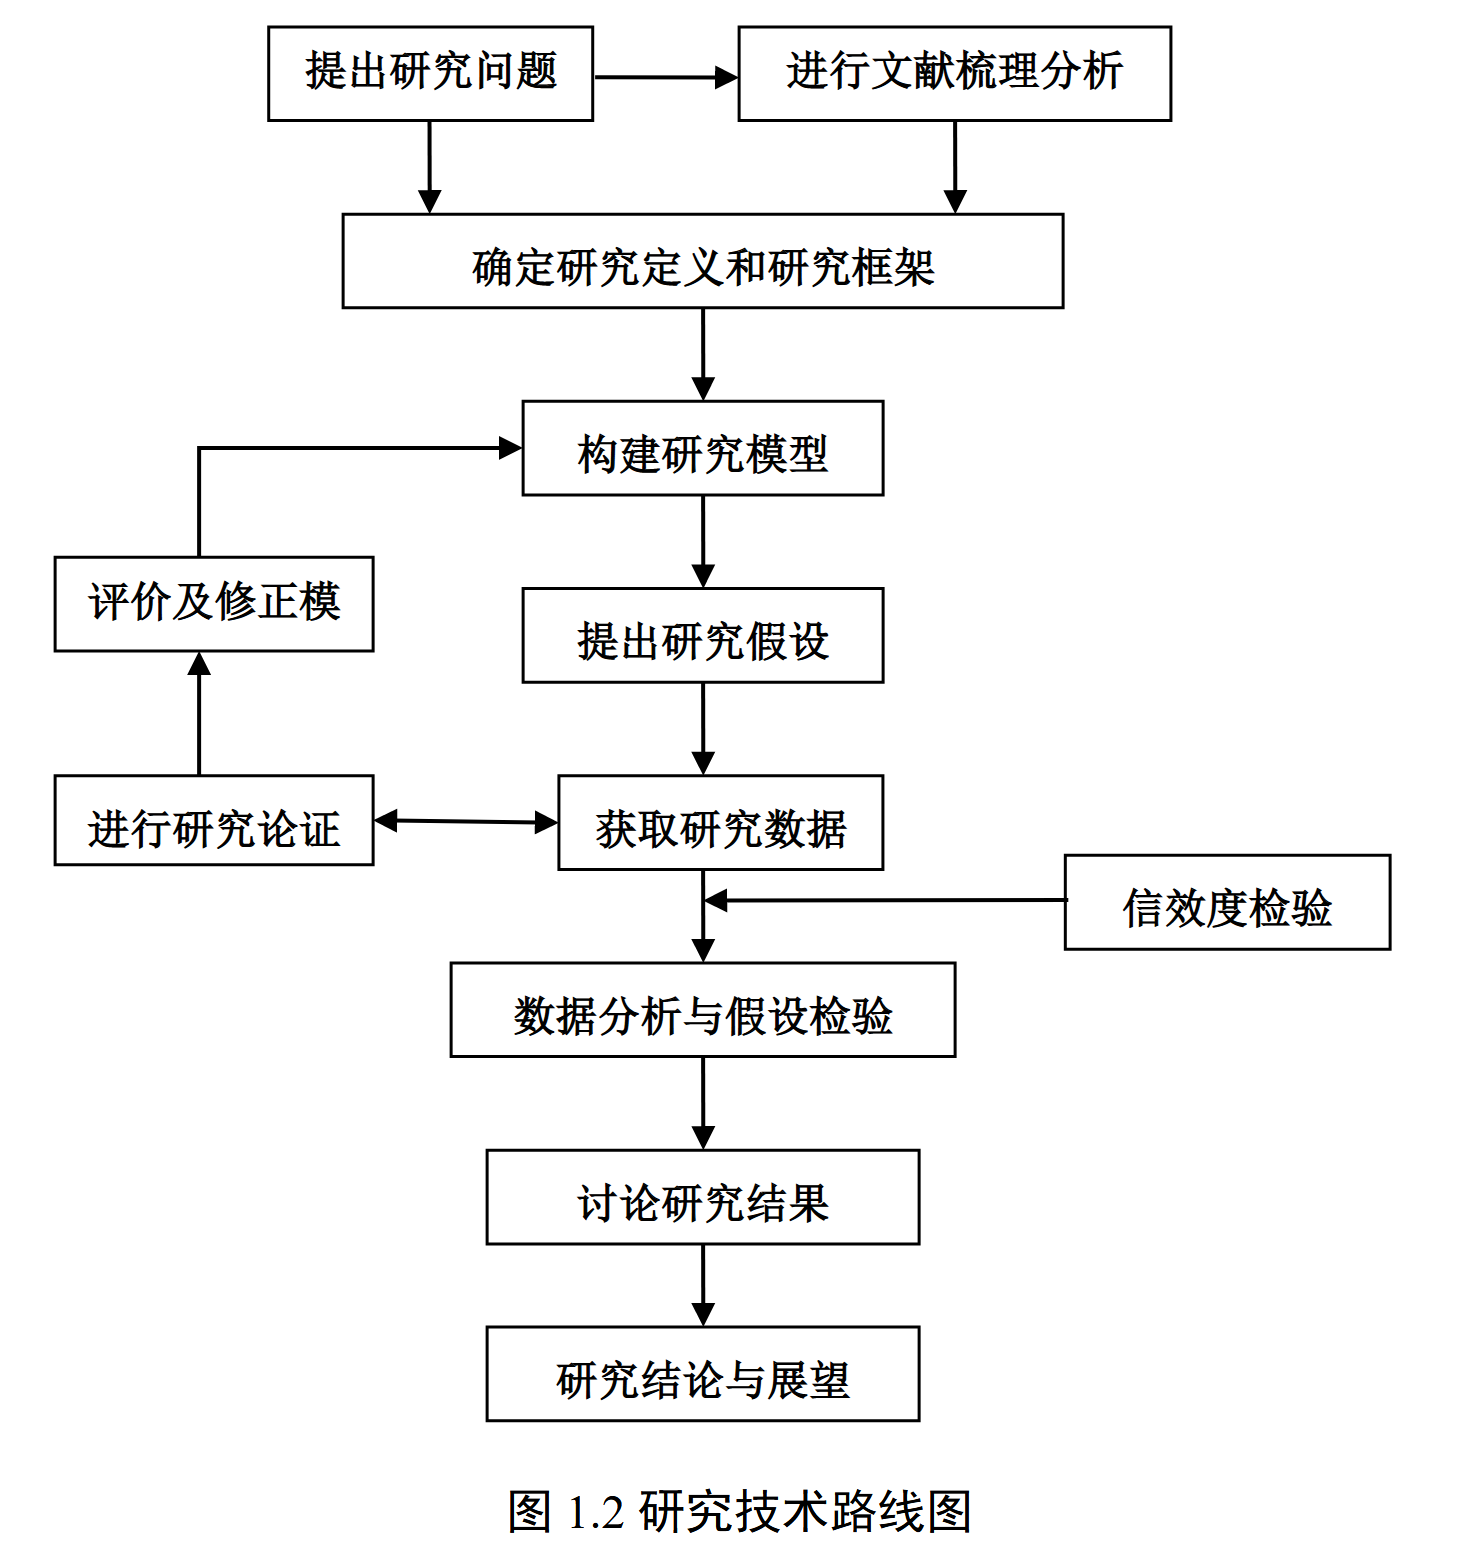 提出研究问题
进行文献梳理分析
确定研究定义和研究框架
构建研究模型
评价及修正模
提出研究假设
进行研究论证
获取研究数据
信效度检验
数据分析与假设检验
讨论研究结果
研究结论与展望
图 1.2 研究技术路线图